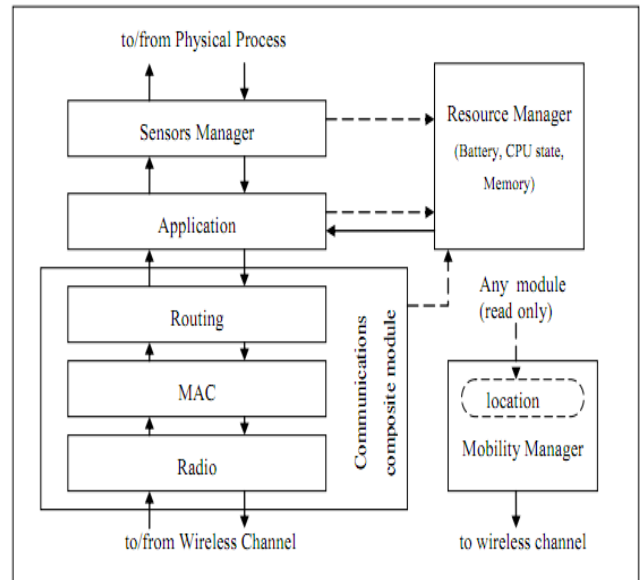 to/from Physical Process
Sensors Manager
Resource Manager
(Battery, CPU state,
Memory)
Application
Routing
MAC
Radio
Communications
composite module
Any module
(read only)
location
Mobility Manager
to/from Wireless Channel
to wireless channel